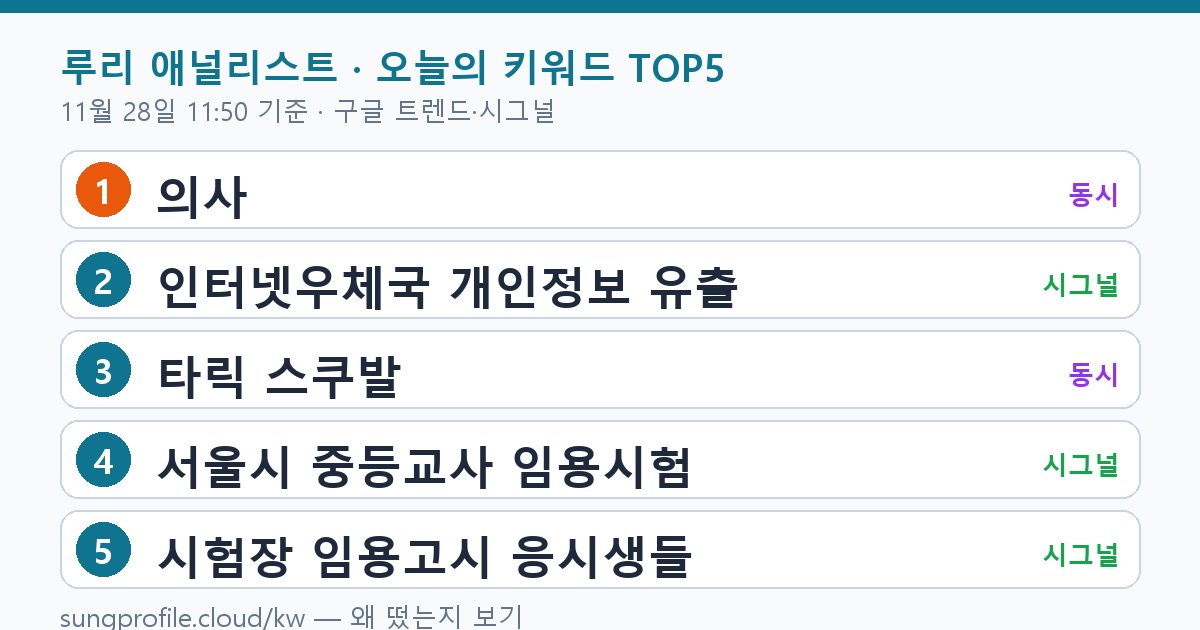 루리 애널리스트 · 오늘의 키워드 TOP5
11월 28일 11:50 기준 · 구글 트렌드·시그널
1 의사 동시
2 인터넷우체국 개인정보 유출 시그널
3 타릭 스쿠발 동시
4 서울시 중등교사 임용시험 시그널
5 시험장 임용고시 응시생들 시그널
sungprofile.cloud/kw — 왜 떴는지 보기